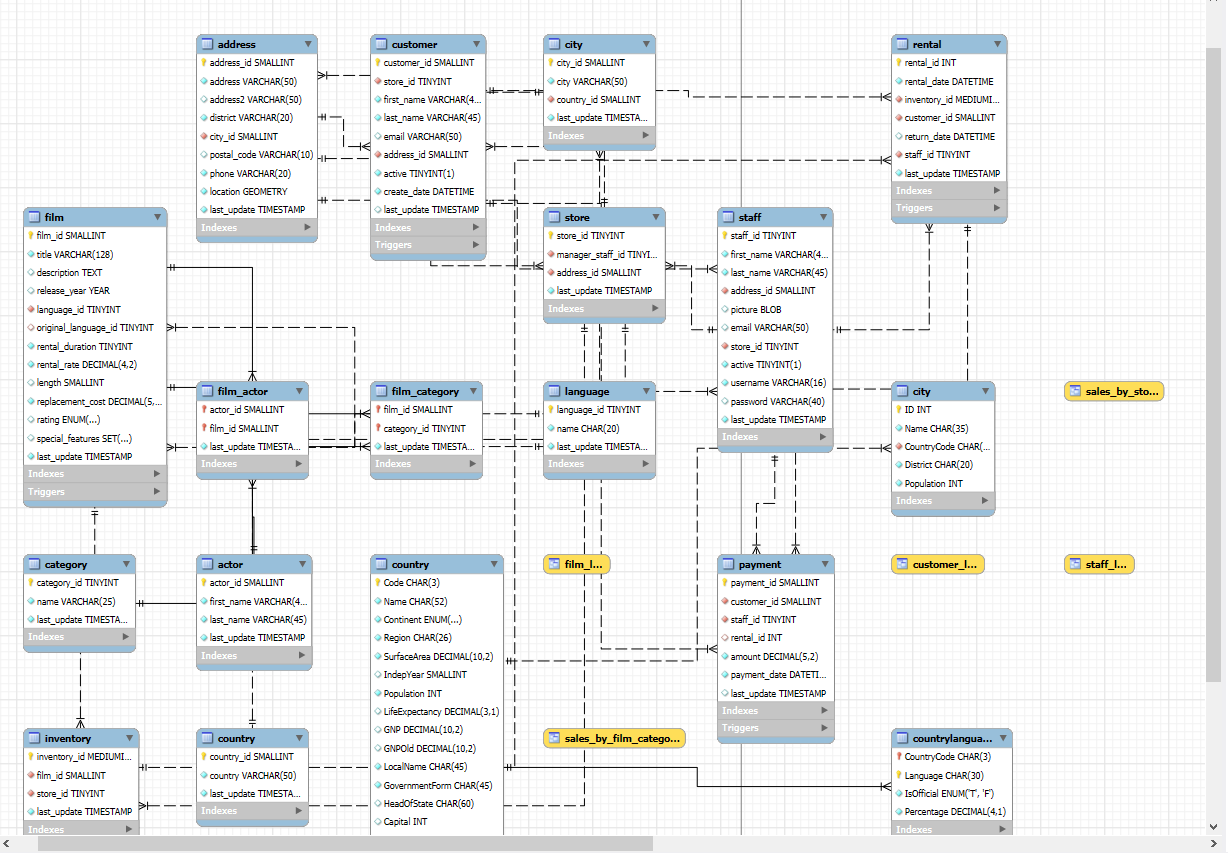 address
address_id SMALLINT
address VARCHAR(50)
address2 VARCHAR(50)
district VARCHAR(20)
city_id SMALLINT
postal_code VARCHAR(10)
phone VARCHAR(20)
location GEOMETRY
last_update TIMESTAMP
Indexes
customer
customer_id SMALLINT
store_id TINYINT
first_name VARCHAR(4...
last_name VARCHAR(45)
email VARCHAR(50)
address_id SMALLINT
active TINYINT(1)
create_date DATETIME
last_update TIMESTAMP
Indexes
Triggers
city
city_id SMALLINT
city VARCHAR(50)
country_id SMALLINT
last_update TIMESTA...
Indexes
rental
rental_id INT
rental_date DATETIME
inventory_id MEDIUMI...
customer_id SMALLINT
return_date DATETIME
staff_id TINYINT
last_update TIMESTAMP
Indexes
Triggers
film
film_id SMALLINT
title VARCHAR(128)
description TEXT
release_year YEAR
language_id TINYINT
original_language_id TINYINT
rental_duration TINYINT
rental_rate DECIMAL(4,2)
length SMALLINT
replacement_cost DECIMAL(5,...
rating ENUM(...)
special_features SET(...)
last_update TIMESTAMP
Indexes
Triggers
store
store_id TINYINT
manager_staff_id TINYI...
address_id SMALLINT
last_update TIMESTAMP
Indexes
staff
staff_id TINYINT
first_name VARCHAR(4...
last_name VARCHAR(45)
address_id SMALLINT
picture BLOB
email VARCHAR(50)
store_id TINYINT
active TINYINT(1)
username VARCHAR(16)
password VARCHAR(40)
last_update TIMESTAMP
Indexes
film_actor
actor_id SMALLINT
film_id SMALLINT
last_update TIMESTA...
Indexes
film_category
film_id SMALLINT
category_id TINYINT
last_update TIMESTA...
Indexes
language
language_id TINYINT
name CHAR(20)
last_update TIMESTA...
Indexes
city
ID INT
Name CHAR(35)
CountryCode CHAR(...
District CHAR(20)
Population INT
Indexes
sales_by_sto...
category
category_id TINYINT
name VARCHAR(25)
last_update TIMESTA...
Indexes
actor
actor_id SMALLINT
first_name VARCHAR(4...
last_name VARCHAR(45)
last_update TIMESTAMP
Indexes
country
Code CHAR(3)
Name CHAR(52)
Continent ENUM(...)
Region CHAR(26)
SurfaceArea DECIMAL(10,2)
IndepYear SMALLINT
Population INT
LifeExpectancy DECIMAL(3,1)
GNP DECIMAL(10,2)
GNPOld DECIMAL(10,2)
LocalName CHAR(45)
GovernmentForm CHAR(45)
HeadOfState CHAR(60)
Capital INT
film_l...
payment
payment_id SMALLINT
customer_id SMALLINT
staff_id TINYINT
rental_id INT
amount DECIMAL(5,2)
payment_date DATETI...
last_update TIMESTAMP
Indexes
Triggers
customer_l...
staff_l...
inventory
inventory_id MEDIUMI...
film_id SMALLINT
store_id TINYINT
last_update TIMESTAMP
Indexes
country
country_id SMALLINT
country VARCHAR(50)
last_update TIMESTA...
Indexes
sales_by_film_catego...
countrylangua...
CountryCode CHAR(3)
Language CHAR(30)
IsOfficial ENUM('T', 'F')
Percentage DECIMAL(4,1)
Indexes